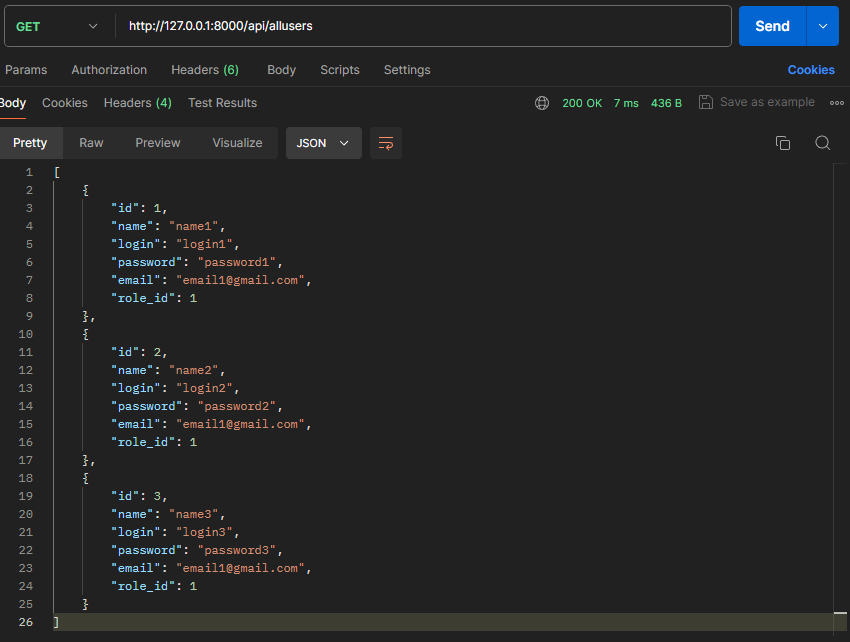 GET http://127.0.0.1:8000/api/allusers Send
Params Authorization Headers (6) Body Scripts Settings Cookies
Body Cookies Headers (4) Test Results 200 OK 7 ms 436 B Save as example
Pretty Raw Preview Visualize JSON
1 [
2 {
3 "id": 1,
4 "name": "name1",
5 "login": "login1",
6 "password": "password1",
7 "email": "email1@gmail.com",
8 "role_id": 1
9 },
10 {
11 "id": 2,
12 "name": "name2",
13 "login": "login2",
14 "password": "password2",
15 "email": "email1@gmail.com",
16 "role_id": 1
17 },
18 {
19 "id": 3,
20 "name": "name3",
21 "login": "login3",
22 "password": "password3",
23 "email": "email1@gmail.com",
24 "role_id": 1
25 }
26 ]